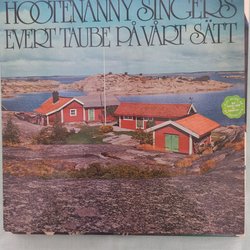 HOOTENANNY SINGERS
EVERT TAUBE PÅ VÅRT SÄTT